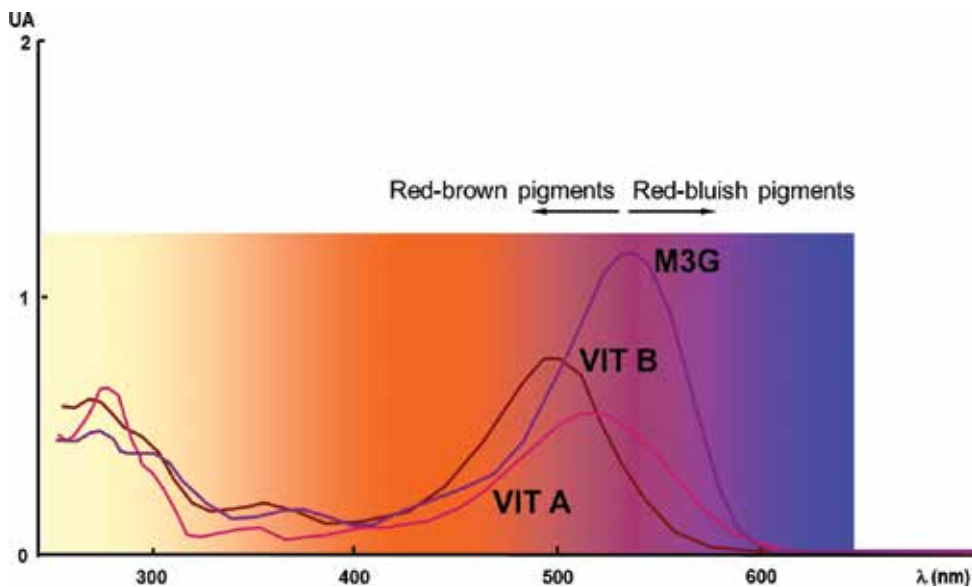 UA
2
Red-brown pigments Red-bluish pigments
M3G
1
VIT B
VIT A
0
300 400 500 600 λ (nm)